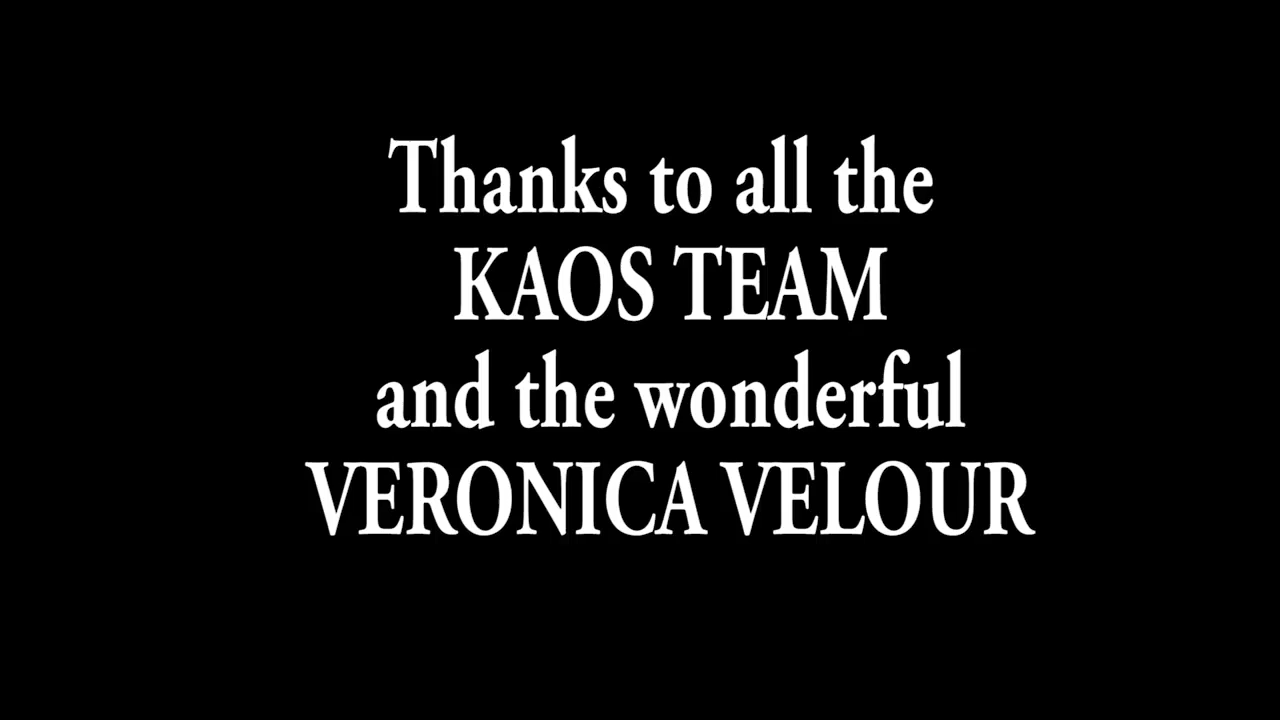 Thanks to all the
KAOS TEAM
and the wonderful
VERONICA VELOUR